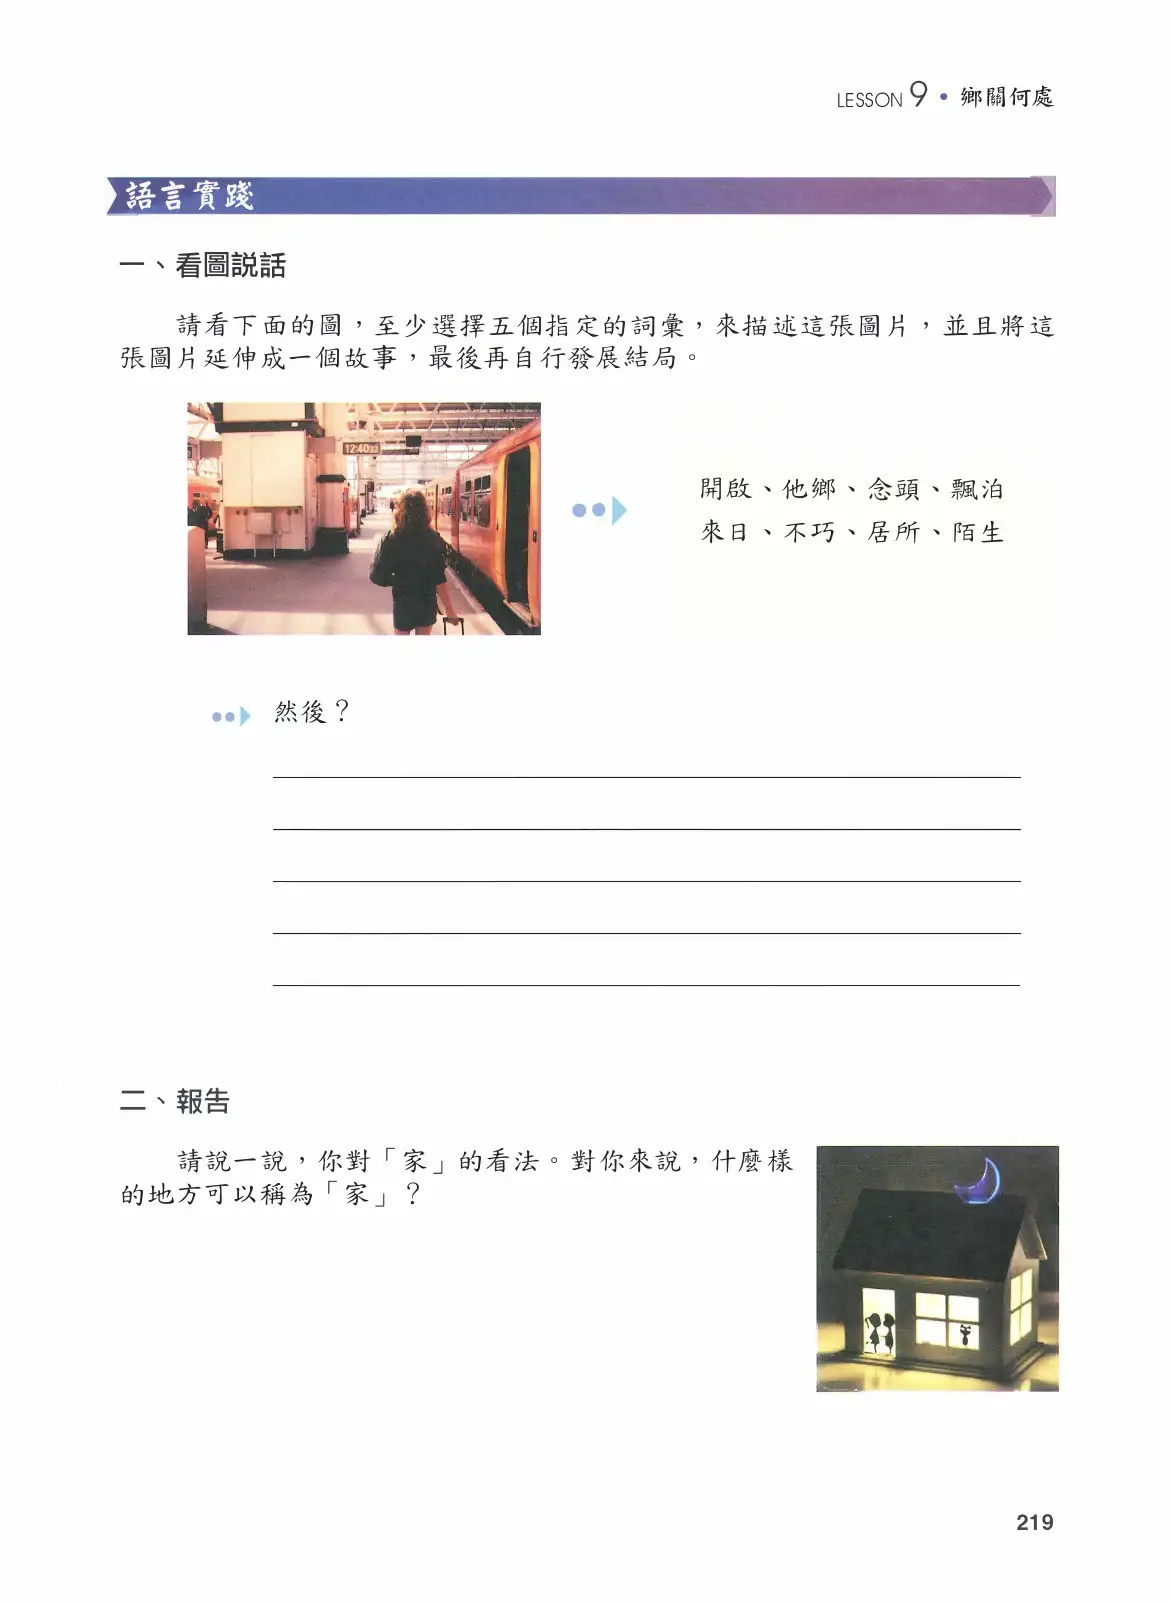 LESSON 9 • 鄉關何處
語言實踐
一、看圖説話
請看下面的圖，至少選擇五個指定的詞彙，來描述這張圖片，並且將這
張圖片延伸成一個故事，最後再自行發展結局。
12:40:22
開啟、他鄉、念頭、飄泊
來日、不巧、居所、陌生
然後？
二、報告
請說一說，你對「家」的看法。對你來說，什麼樣
的地方可以稱為「家」？
219